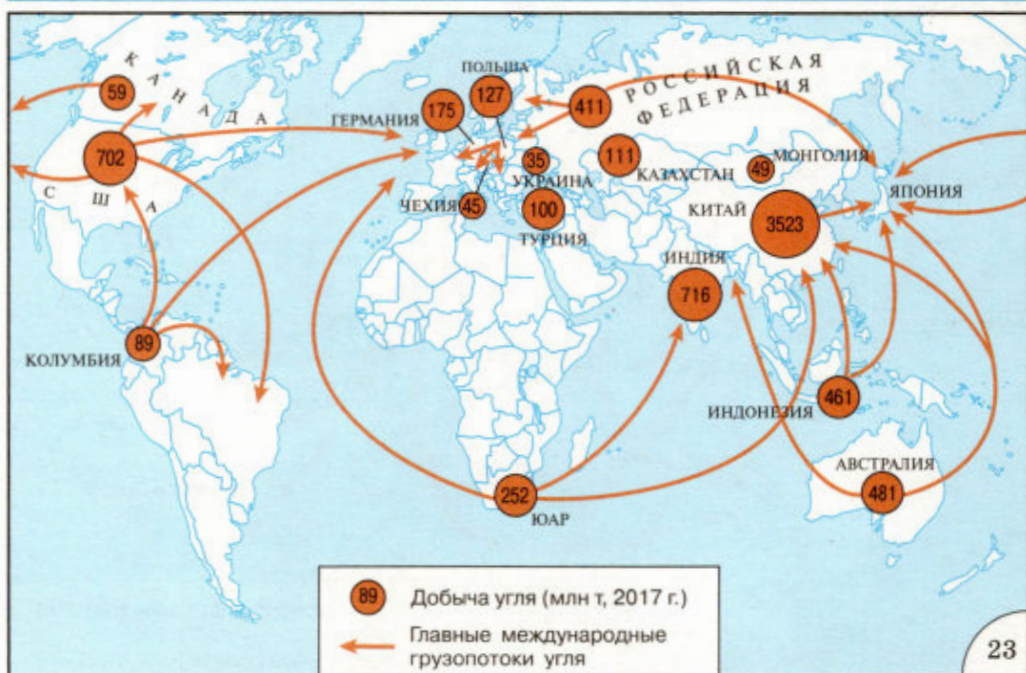 КАНАДА
59
702
США
ПОЛЬША
127
ГЕРМАНИЯ
175
РОССИЙСКАЯ
ФЕДЕРАЦИЯ
411
35
УКРАИНА
111
КАЗАХСТАН
49
МОНГОЛИЯ
ЯПОНИЯ
ЧЕХИЯ
45
100
ТУРЦИЯ
КИТАЙ
3523
ИНДИЯ
716
89
КОЛУМБИЯ
461
ИНДОНЕЗИЯ
АВСТРАЛИЯ
481
252
ЮАР
89 Добыча угля (млн т, 2017 г.)
Главные международные
грузопотоки угля
23